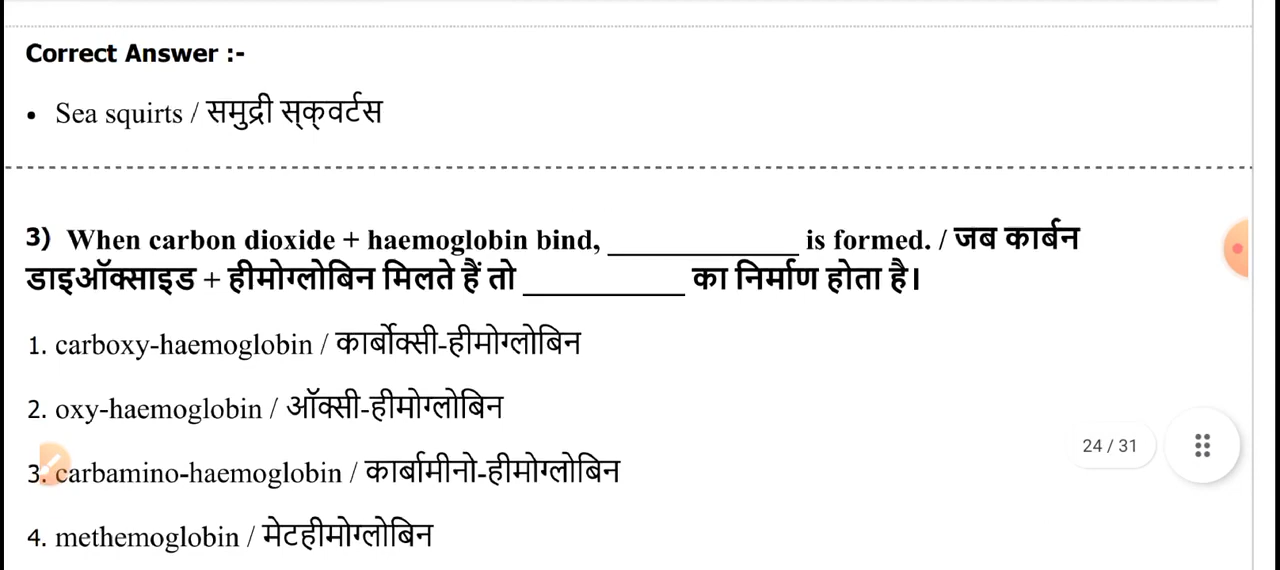 Correct Answer :-
• Sea squirts / समुद्री स्क्वर्टस
3) When carbon dioxide + haemoglobin bind, ____________ is formed. / जब कार्बन
डाइऑक्साइड + हीमोग्लोबिन मिलते हैं तो ____________ का निर्माण होता है।
1. carboxy-haemoglobin / कार्बोक्सी-हीमोग्लोबिन
2. oxy-haemoglobin / ऑक्सी-हीमोग्लोबिन
24 / 31
3. carbamino-haemoglobin / कार्बामीनो-हीमोग्लोबिन
4. methemoglobin / मेटहीमोग्लोबिन